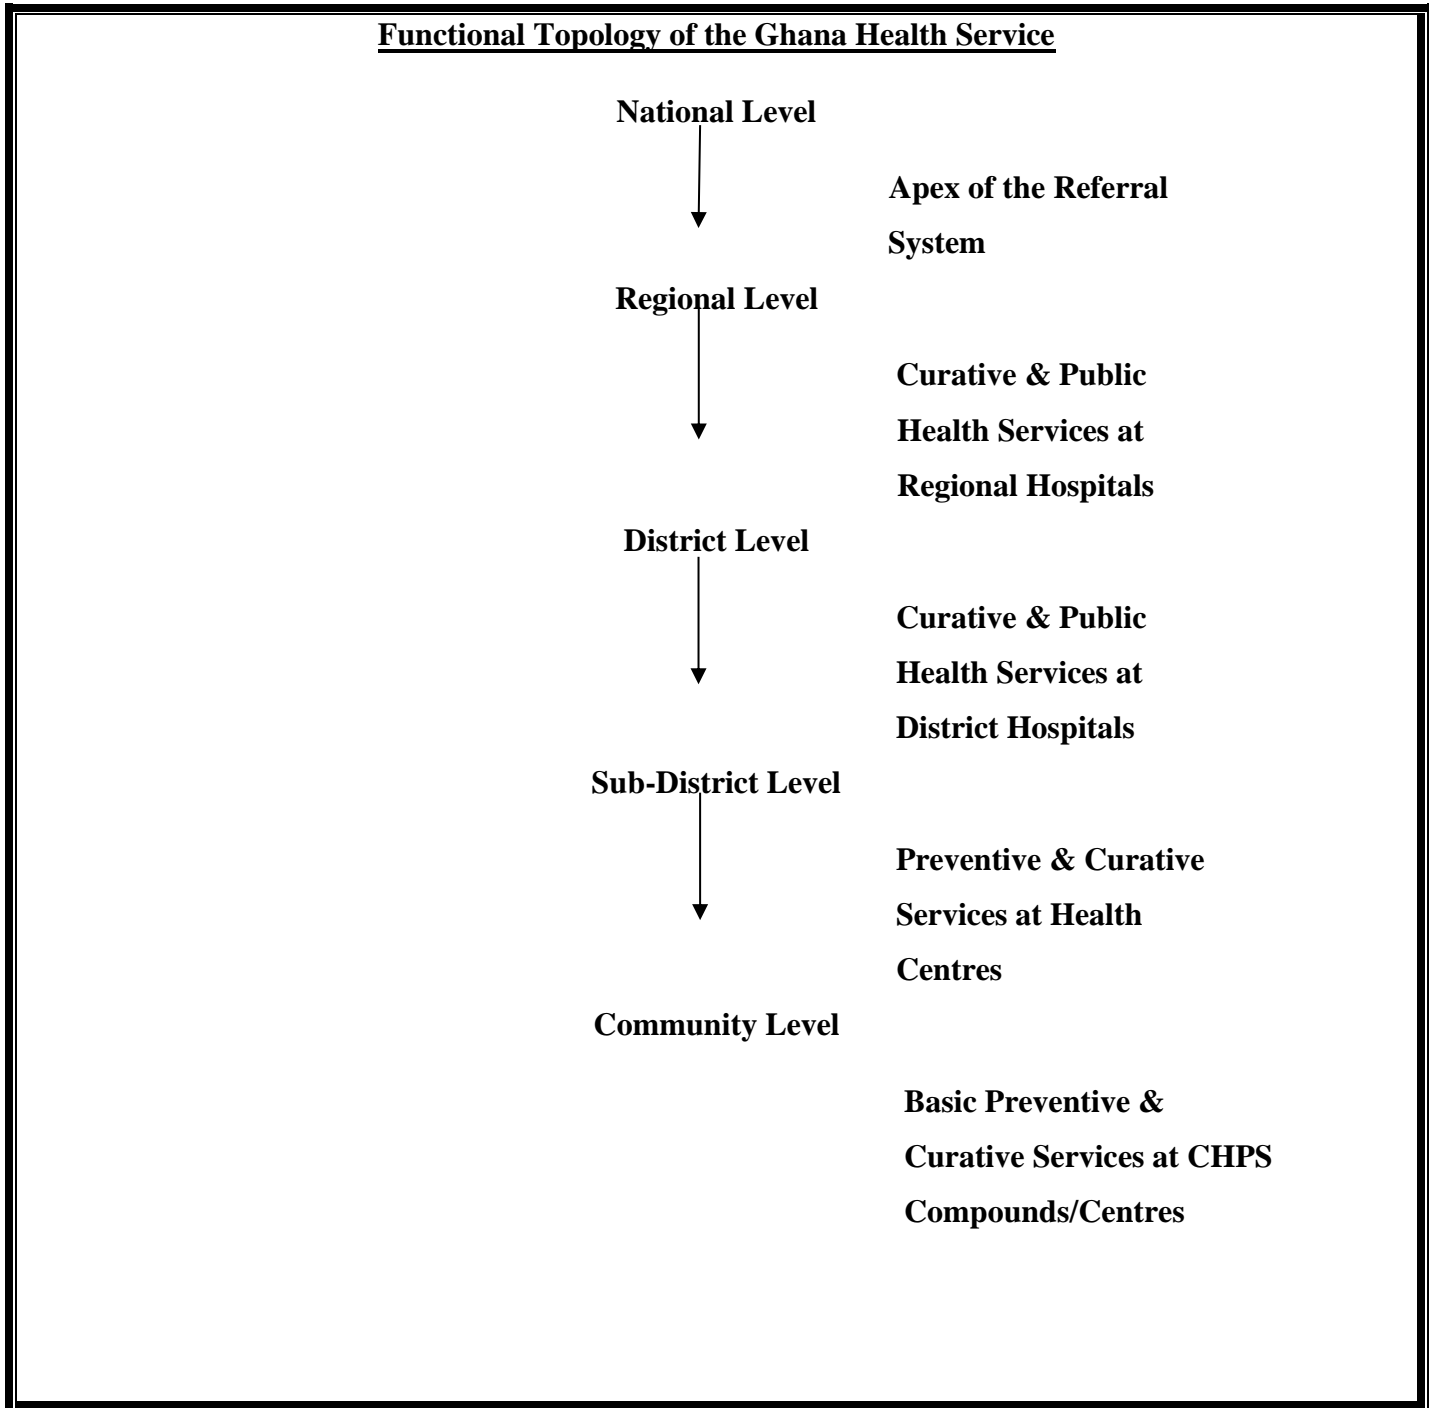 Functional Topology of the Ghana Health Service
National Level
Apex of the Referral
System
Regional Level
Curative & Public
Health Services at
Regional Hospitals
District Level
Curative & Public
Health Services at
District Hospitals
Sub-District Level
Preventive & Curative
Services at Health
Centres
Community Level
Basic Preventive &
Curative Services at CHPS
Compounds/Centres